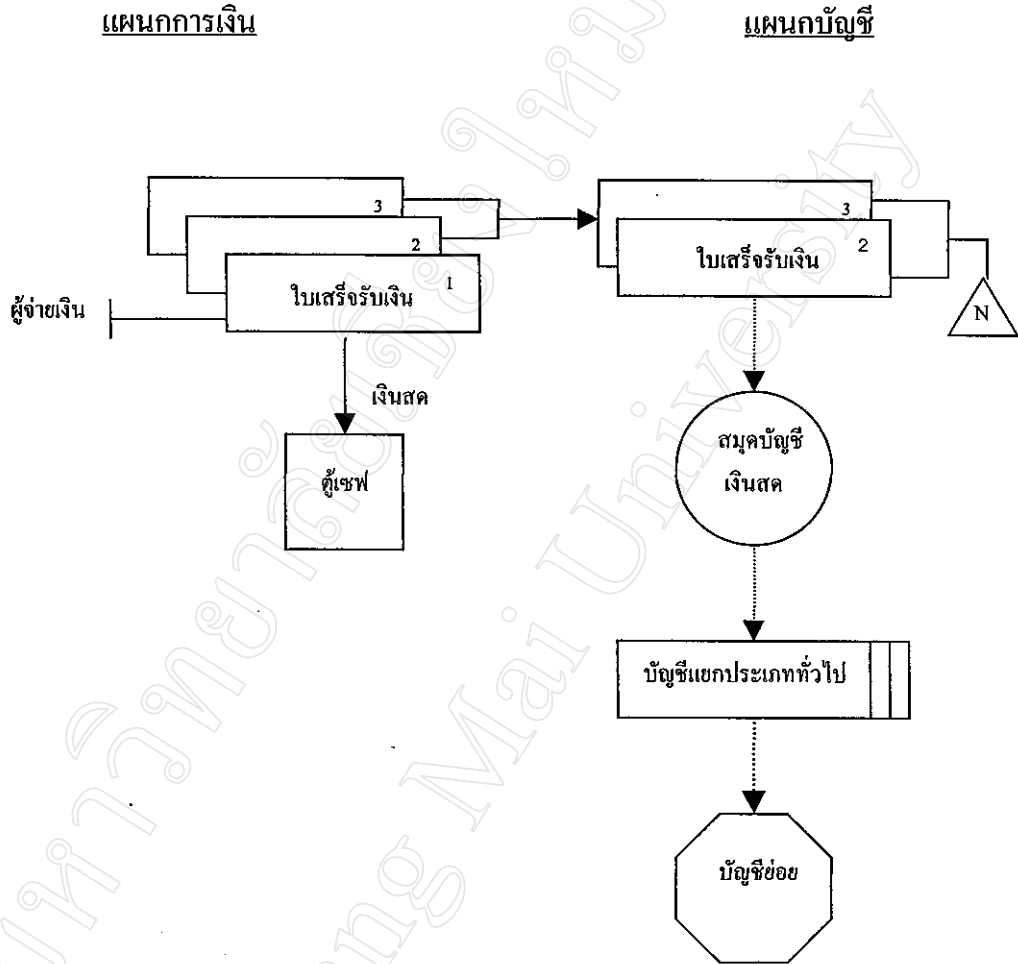 แผนกการเงิน
แผนกบัญชี
3
2
ใบเสร็จรับเงิน 1
ผู้จ่ายเงิน
เงินสด
ตู้เซฟ
3
ใบเสร็จรับเงิน 2
N
สมุดบัญชี
เงินสด
บัญชีแยกประเภททั่วไป
บัญชีย่อย
Mai University